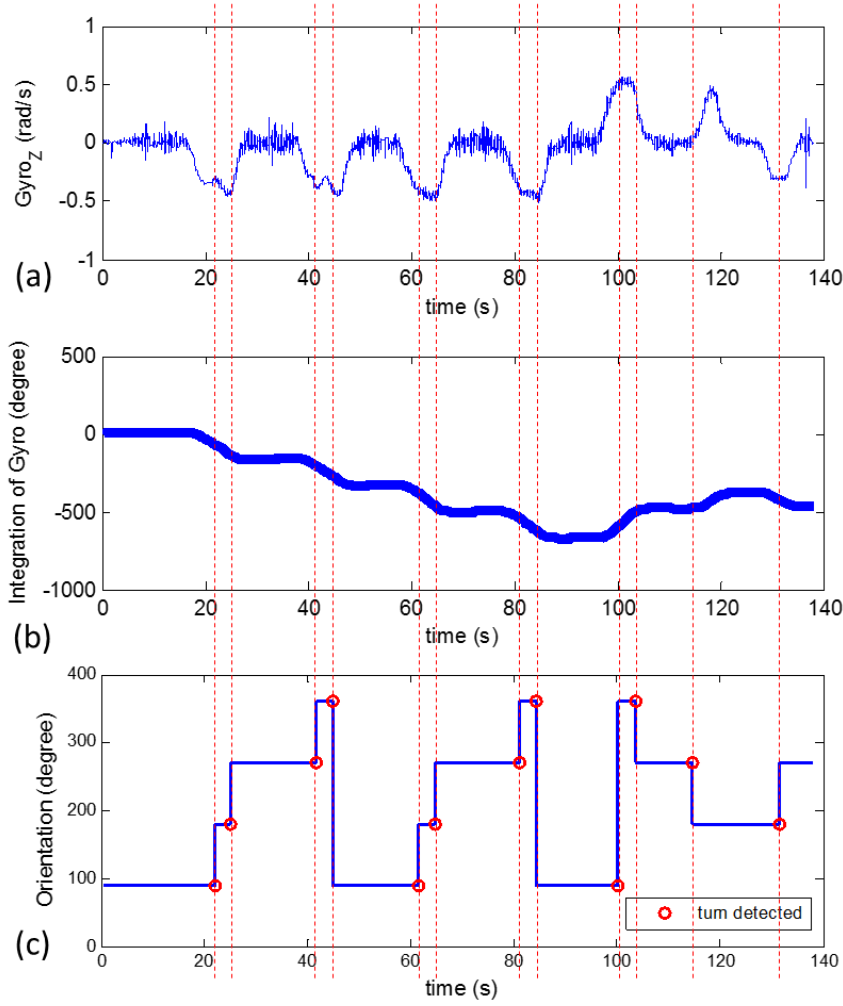 1
0.5
0
-0.5
-1
Gyro_Z (rad/s)
0 20 40 60 80 100 120 140
time (s)
(a)
500
0
-500
-1000
Integration of Gyro (degree)
0 20 40 60 80 100 120 140
time (s)
(b)
400
300
200
100
0
Orientation (degree)
turn detected
0 20 40 60 80 100 120 140
time (s)
(c)